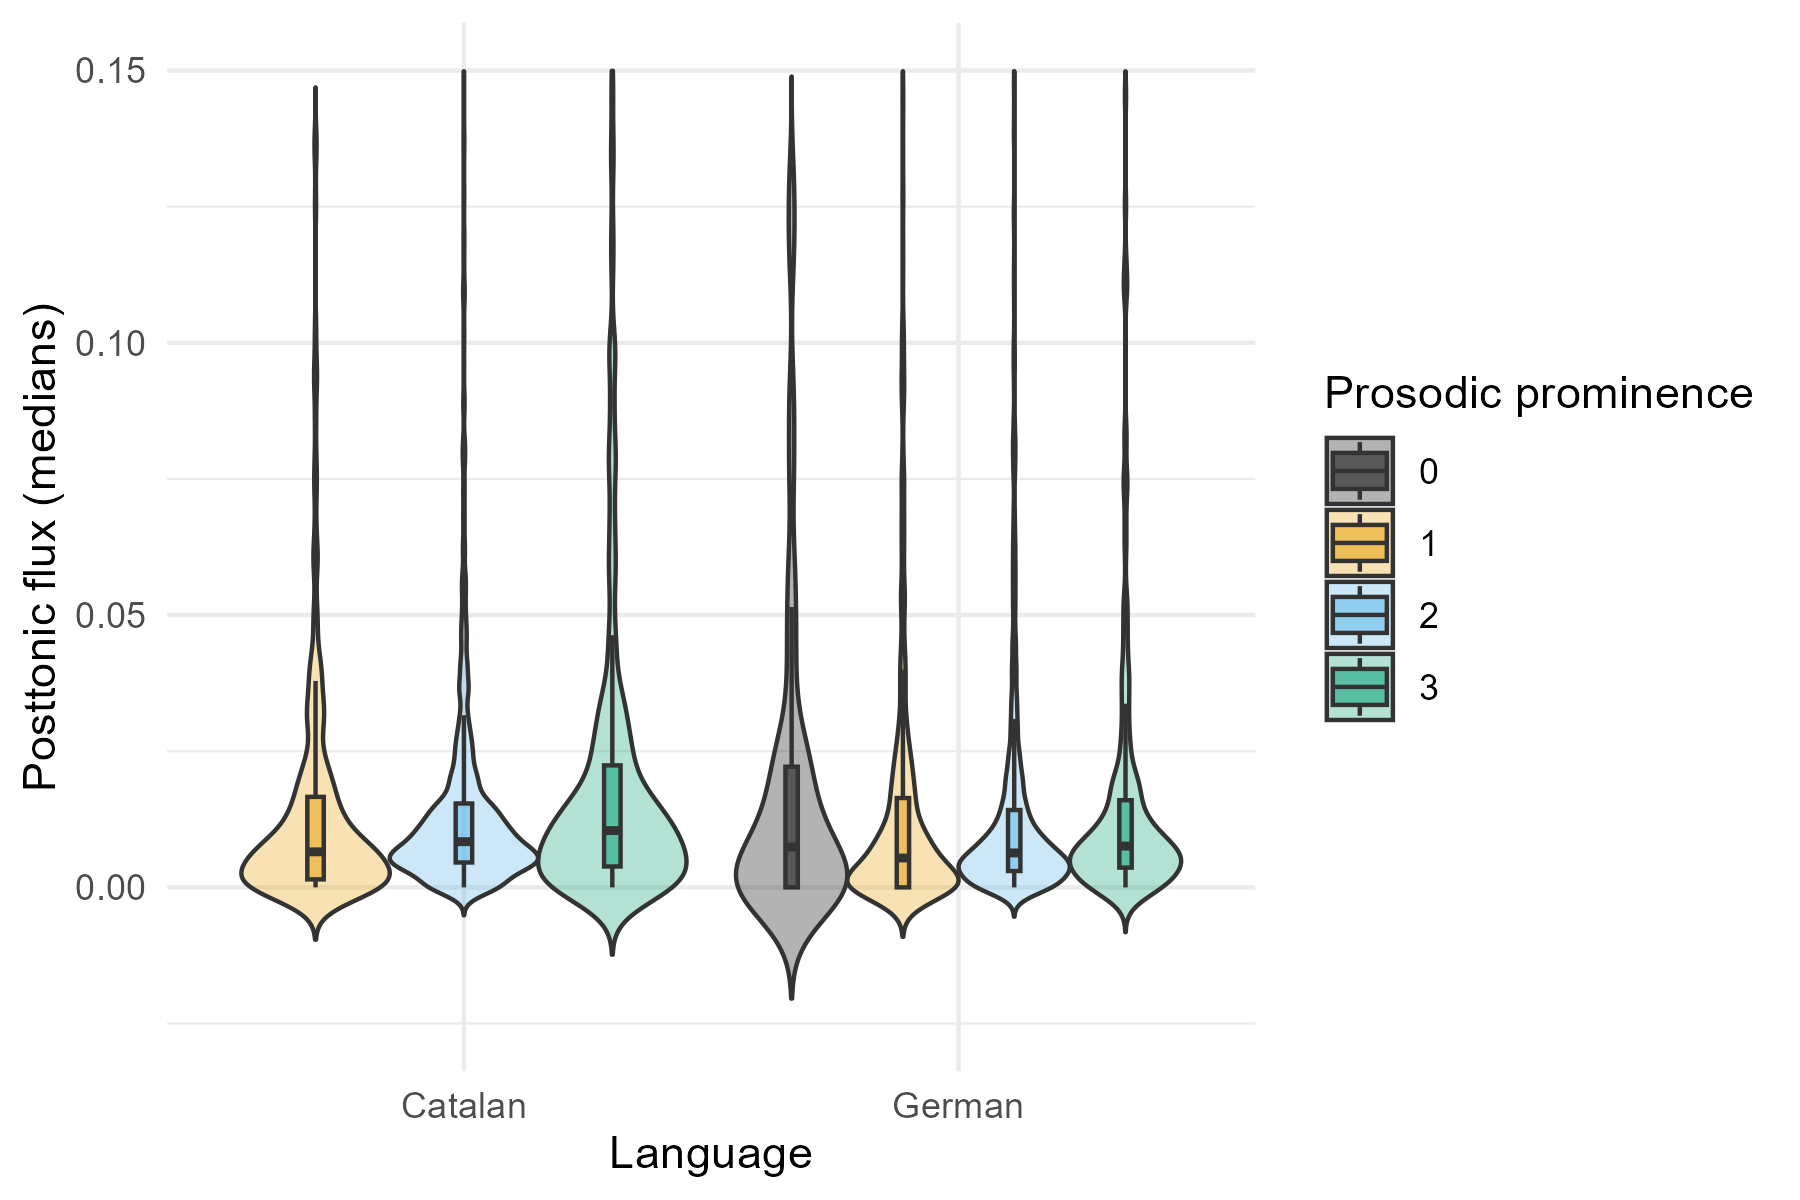 0.15
0.10
0.05
0.00
Posttonic flux (medians)
Catalan
German
Language
Prosodic prominence
0
1
2
3